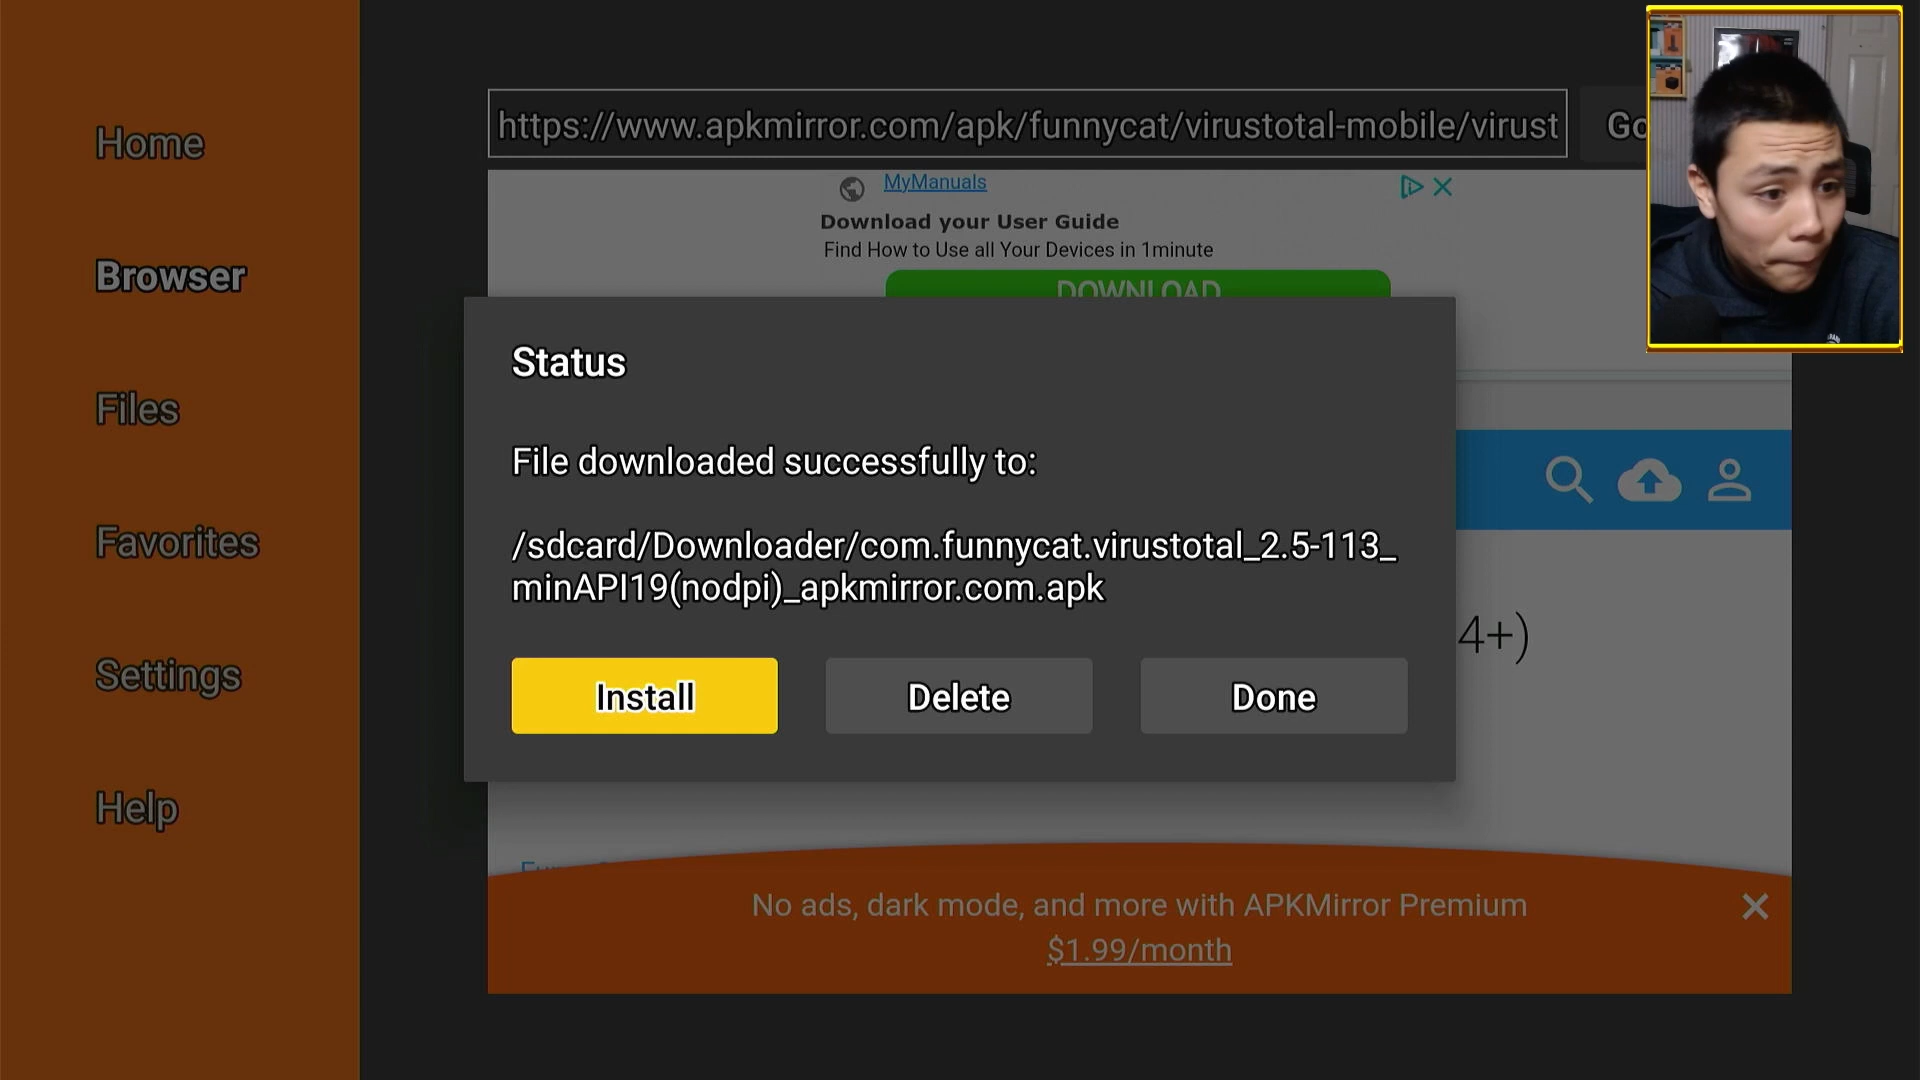 Home
Browser
Files
Favorites
Settings
Help
https://www.apkmirror.com/apk/funnycat/virustotal-mobile/virust
MyManuals
Download your User Guide
Find How to Use all Your Devices in 1minute
DOWNLOAD
Status
File downloaded successfully to:
/sdcard/Downloader/com.funnycat.virustotal_2.5-113_
minAPI19(nodpi)_apkmirror.com.apk
4+)
Install
Delete
Done
No ads, dark mode, and more with APKMirror Premium
$1.99/month